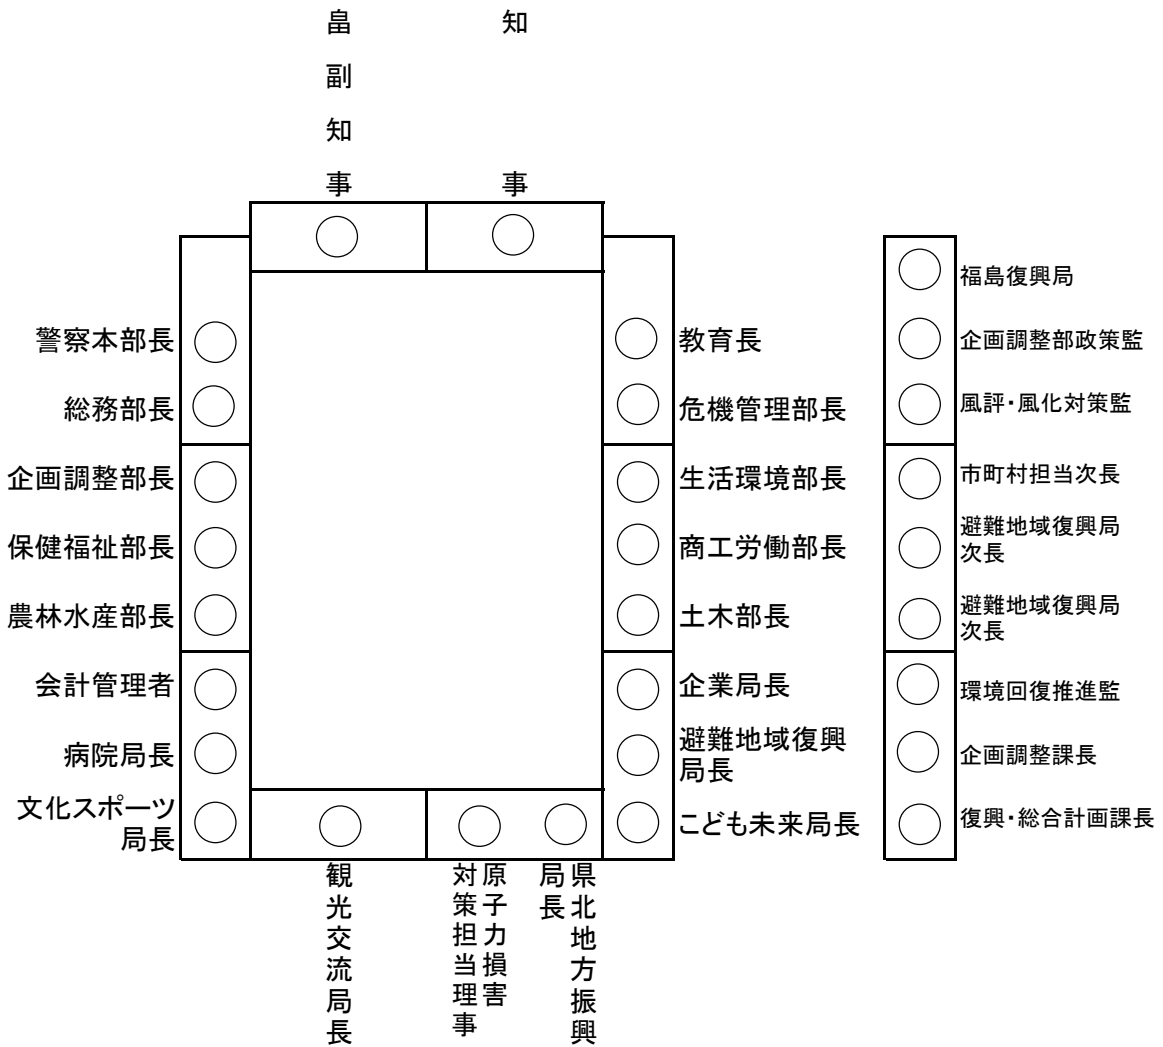 知事
畠副知事
警察本部長
総務部長
企画調整部長
保健福祉部長
農林水産部長
会計管理者
病院局長
文化スポーツ
局長
教育長
危機管理部長
生活環境部長
商工労働部長
土木部長
企業局長
避難地域復興
局長
こども未来局長
県北地方振興
局長
原子力損害
対策担当理事
観光交流局長
福島復興局
企画調整部政策監
風評・風化対策監
市町村担当次長
避難地域復興局
次長
避難地域復興局
次長
環境回復推進監
企画調整課長
復興・総合計画課長